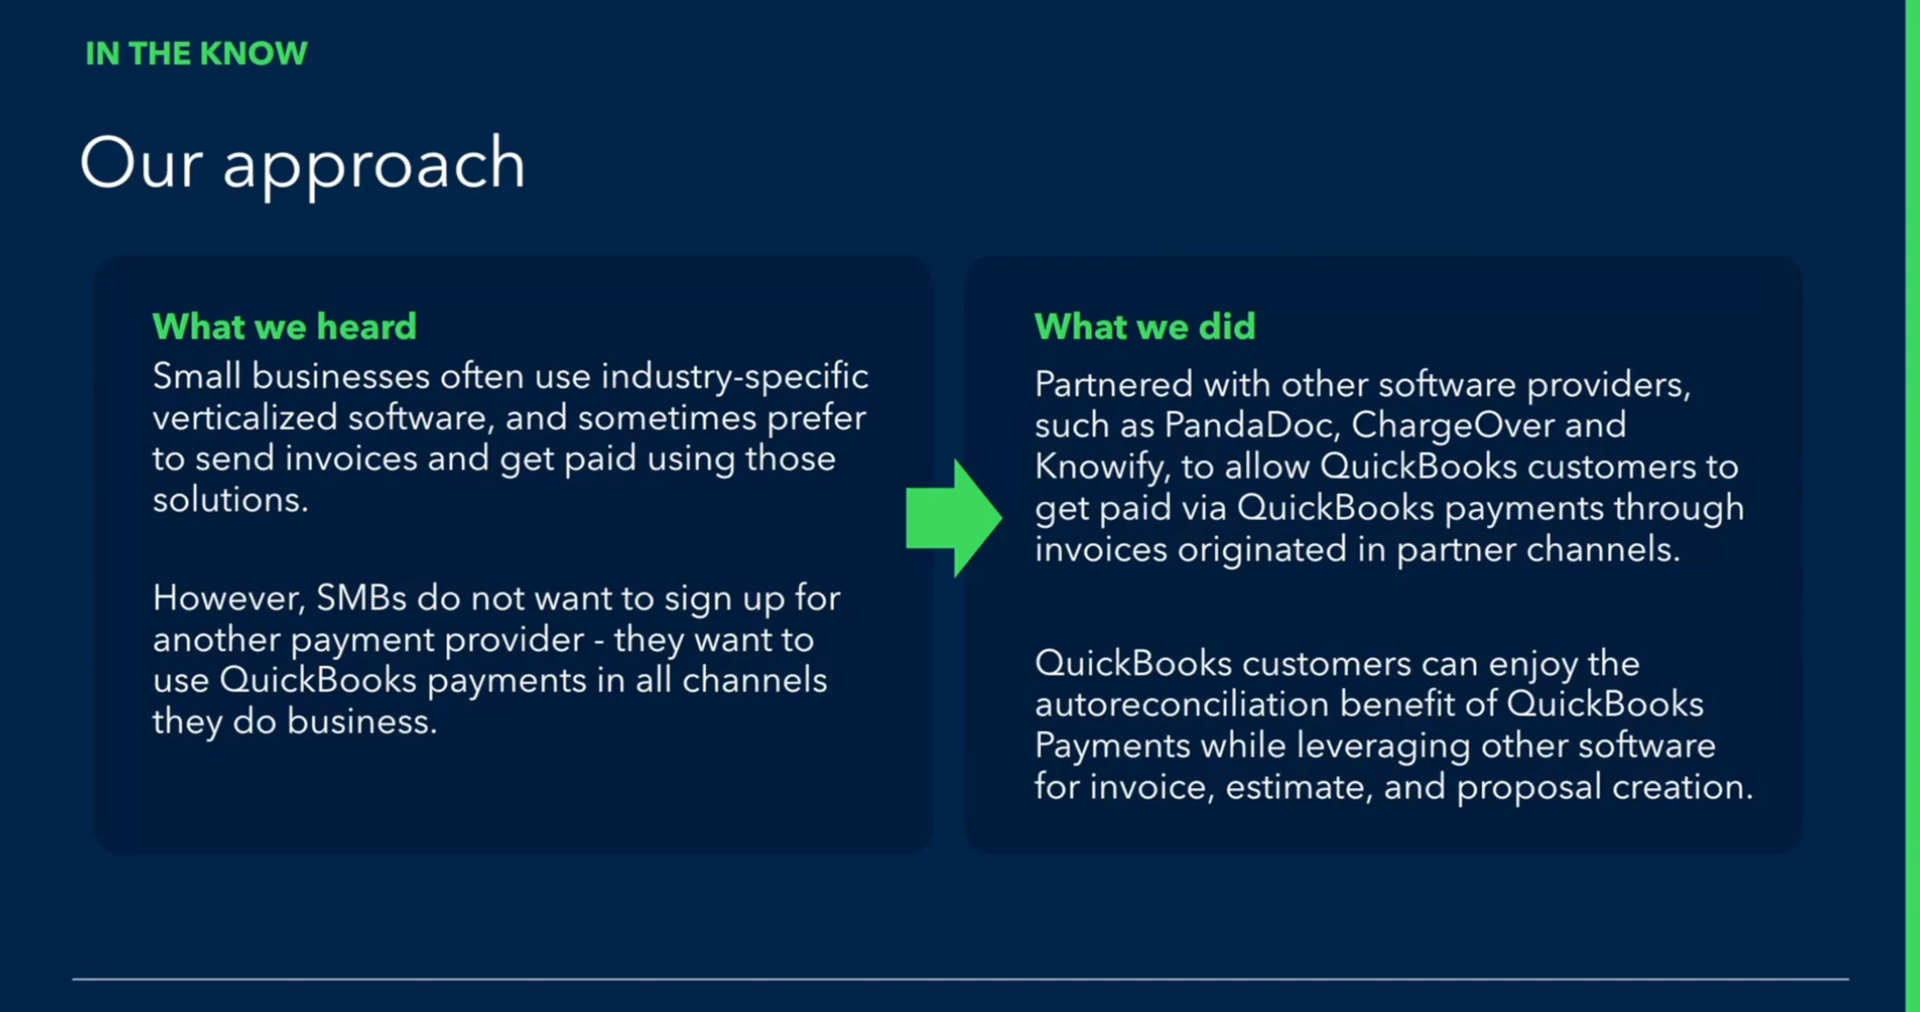 IN THE KNOW
Our approach
What we heard
Small businesses often use industry-specific
verticalized software, and sometimes prefer
to send invoices and get paid using those
solutions.
However, SMBs do not want to sign up for
another payment provider - they want to
use QuickBooks payments in all channels
they do business.
What we did
Partnered with other software providers,
such as PandaDoc, ChargeOver and
Knowify, to allow QuickBooks customers to
get paid via QuickBooks payments through
invoices originated in partner channels.
QuickBooks customers can enjoy the
autoreconciliation benefit of QuickBooks
Payments while leveraging other software
for invoice, estimate, and proposal creation.